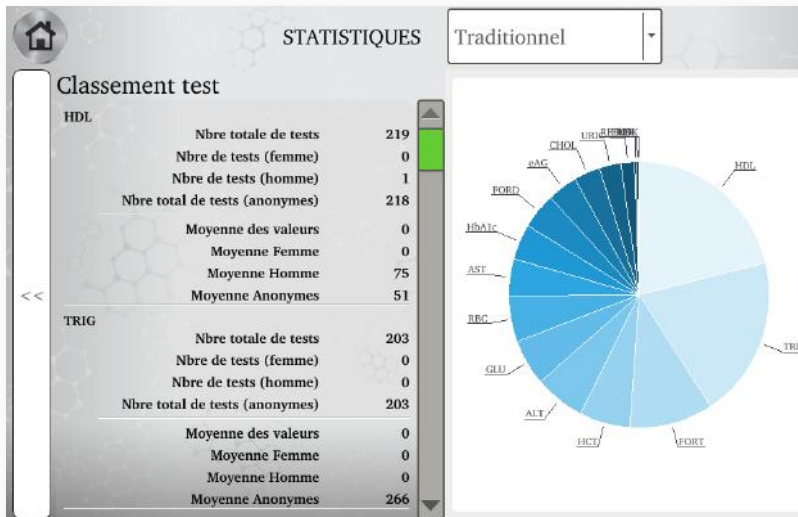 STATISTIQUES
Traditionnel
<<
Classement test
HDL
Nbre totale de tests 219
Nbre de tests (femme) 0
Nbre de tests (homme) 1
Nbre total de tests (anonymes) 218
Moyenne des valeurs 0
Moyenne Femme 0
Moyenne Homme 75
Moyenne Anonymes 51
TRIG
Nbre totale de tests 203
Nbre de tests (femme) 0
Nbre de tests (homme) 0
Nbre total de tests (anonymes) 203
Moyenne des valeurs 0
Moyenne Femme 0
Moyenne Homme 0
Moyenne Anonymes 266
HDL
FORT
HCT
ALT
GLU
RBC
AST
HbA1c
FORD
eAG
CHOL